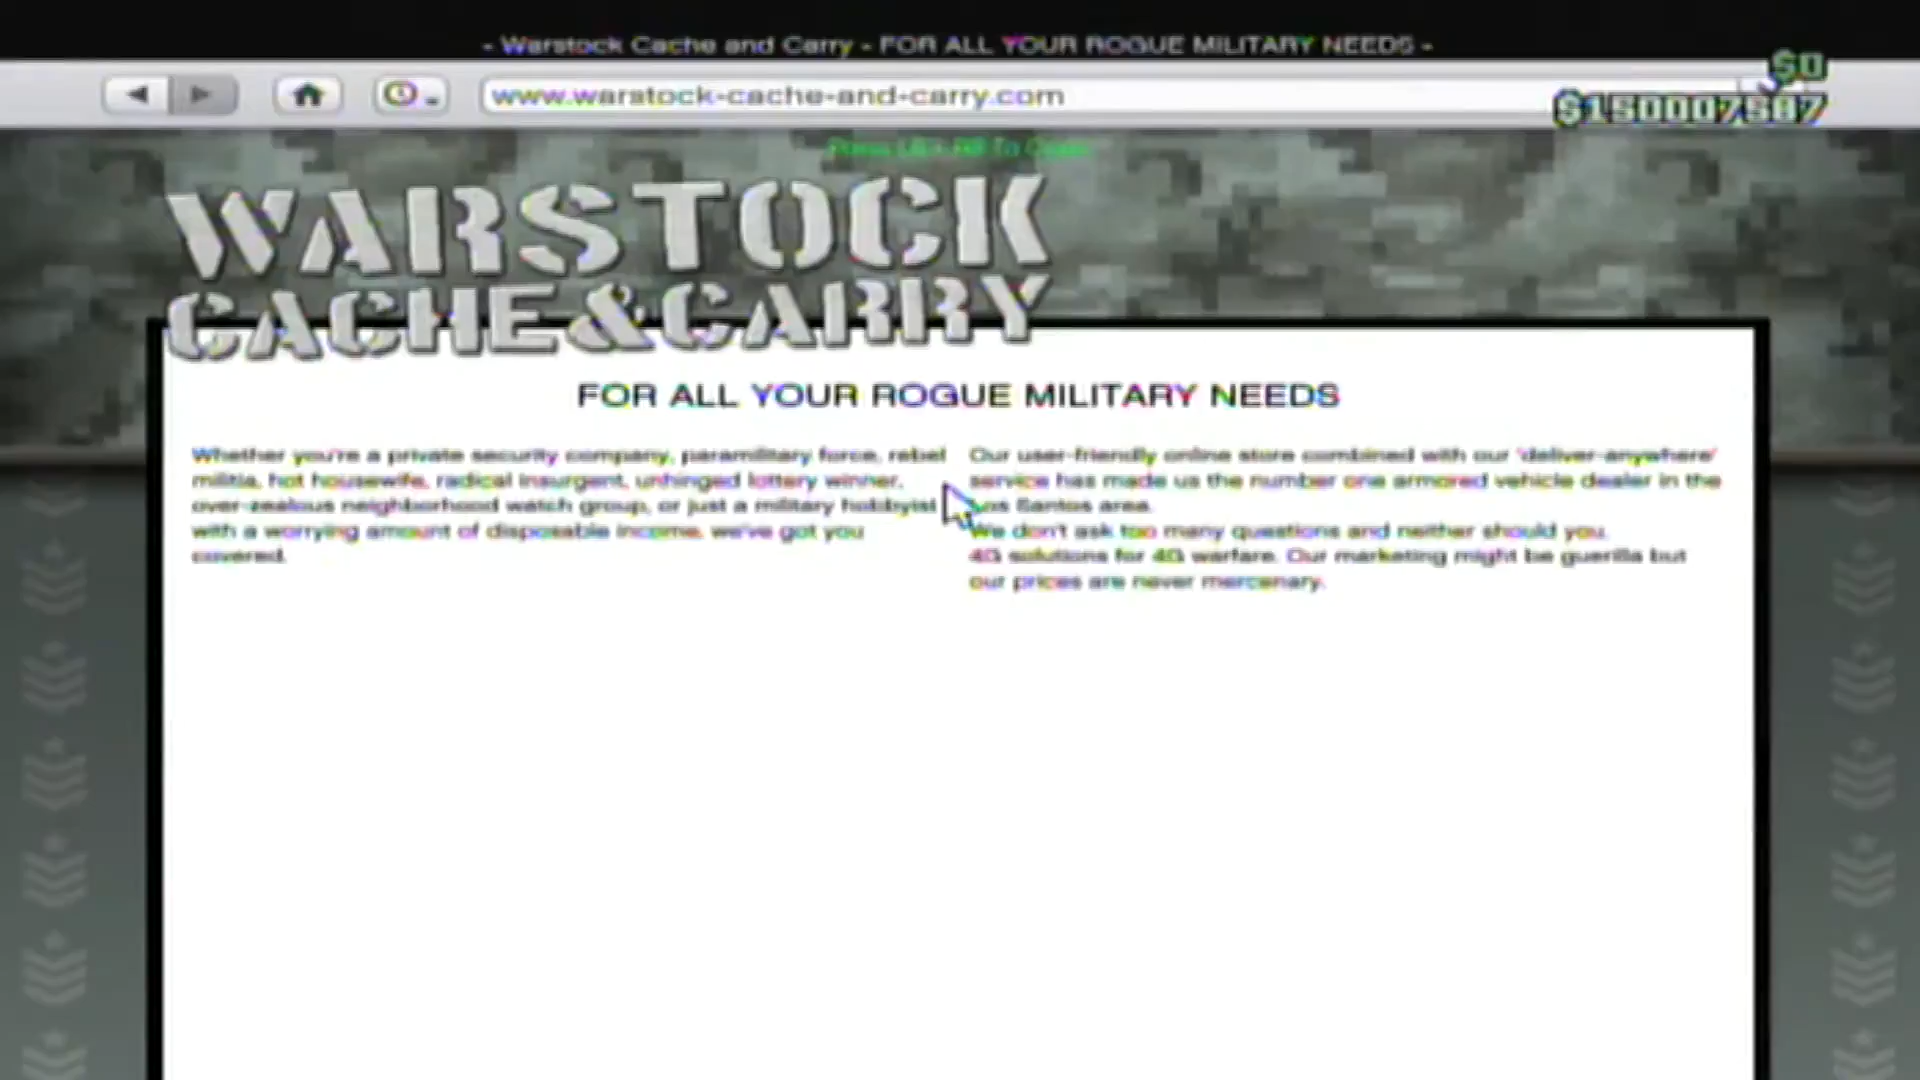 - Warstock Cache and Carry - FOR ALL YOUR ROGUE MILITARY NEEDS -
$0
www.warstock-cache-and-carry.com
$150007587
WARSTOCK
CACHE & CARRY
FOR ALL YOUR ROGUE MILITARY NEEDS
Whether you're a private security company, paramilitary force, rebel
militia, hot housewife, radical insurgent, unhinged lottery winner,
over-zealous neighborhood watch group, or just a military hobbyist
with a worrying amount of disposable income, we've got you
covered.
Our user-friendly online store combined with our 'deliver-anywhere'
service has made us the number one armored vehicle dealer in the
Los Santos area.
We don't ask too many questions and neither should you.
4G solutions for 4G warfare. Our marketing might be guerilla but
our prices are never mercenary.